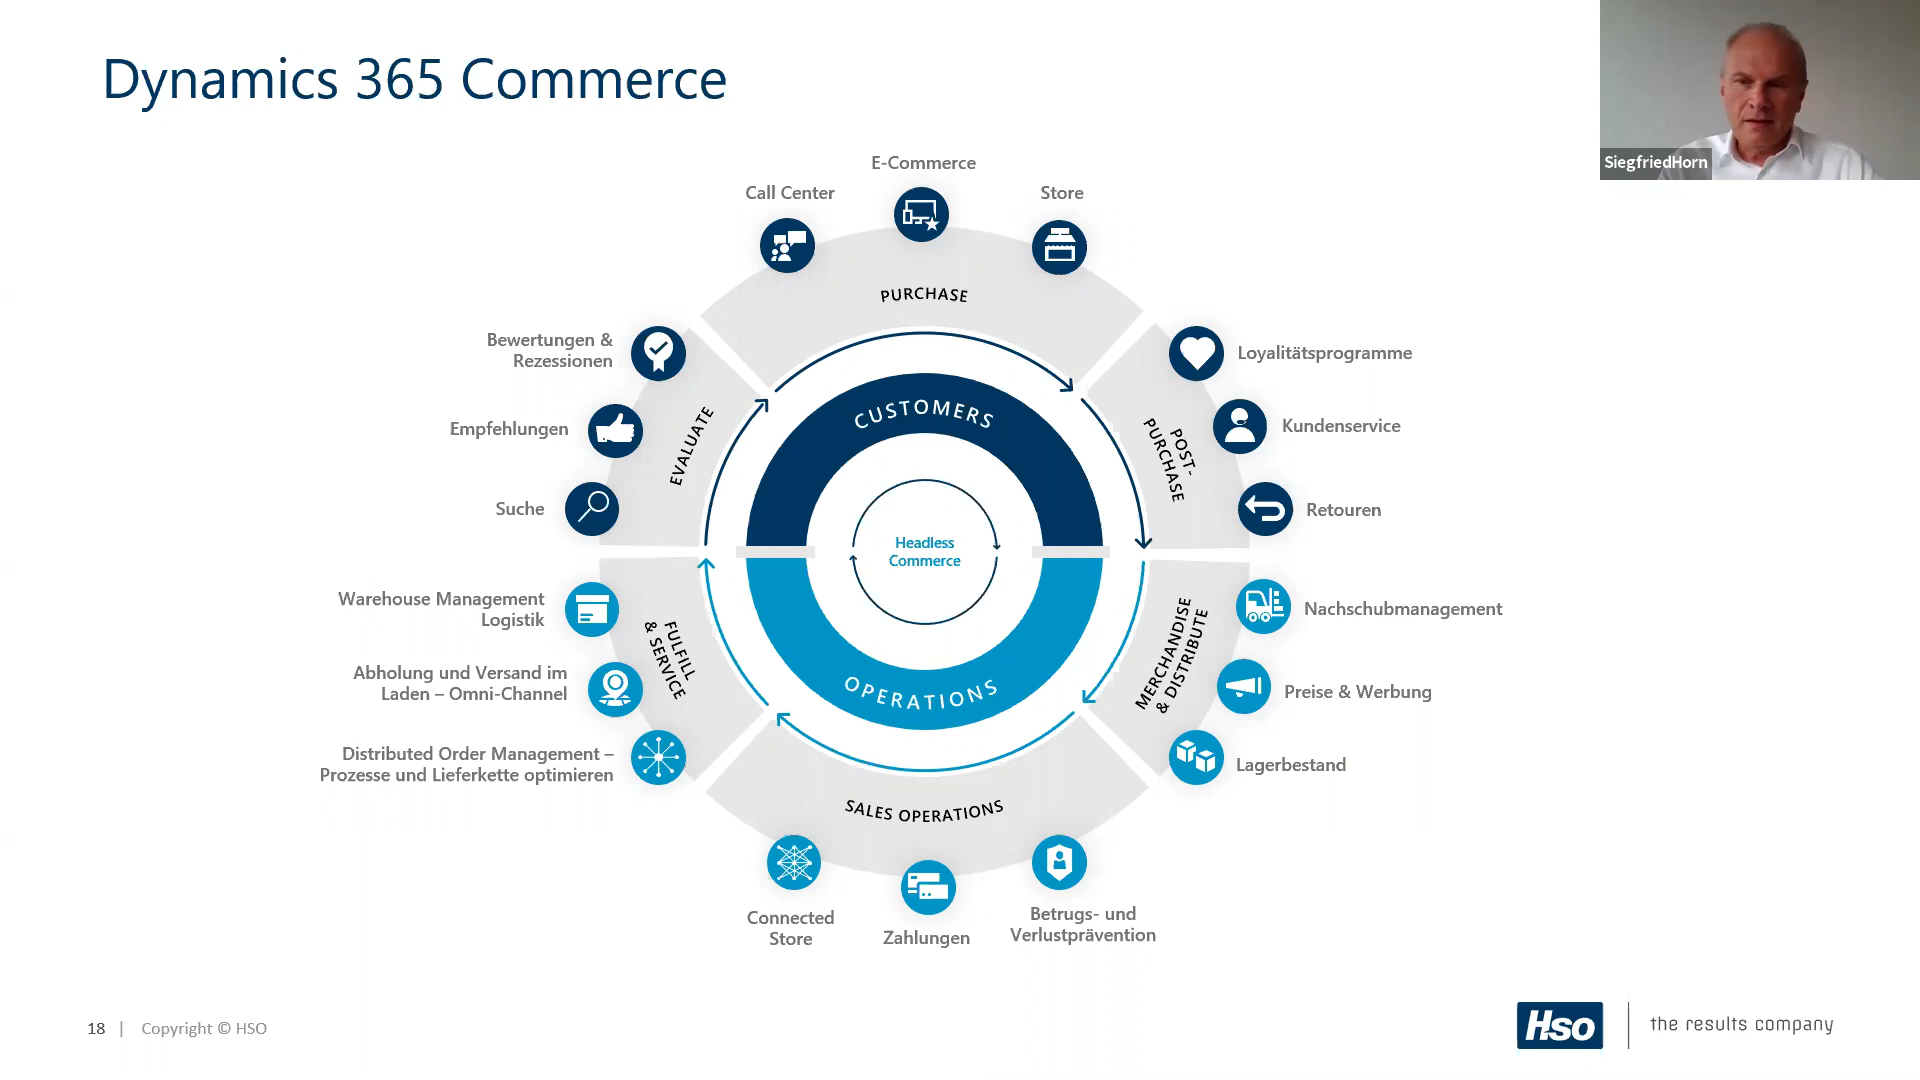 Dynamics 365 Commerce
SiegfriedHorn
E-Commerce
Call Center
Store
PURCHASE
Bewertungen &
Rezessionen
Empfehlungen
Suche
EVALUATE
Loyalitätsprogramme
Kundenservice
Retouren
POST-
PURCHASE
CUSTOMERS
Headless
Commerce
OPERATIONS
Warehouse Management
Logistik
Abholung und Versand im
Laden – Omni-Channel
Distributed Order Management –
Prozesse und Lieferkette optimieren
FULFILL
& SERVICE
MERCHANDISE
& DISTRIBUTE
Nachschubmanagement
Preise & Werbung
Lagerbestand
SALES OPERATIONS
Connected
Store
Zahlungen
Betrugs- und
Verlustprävention
18 | Copyright © HSO
Hso | the results company